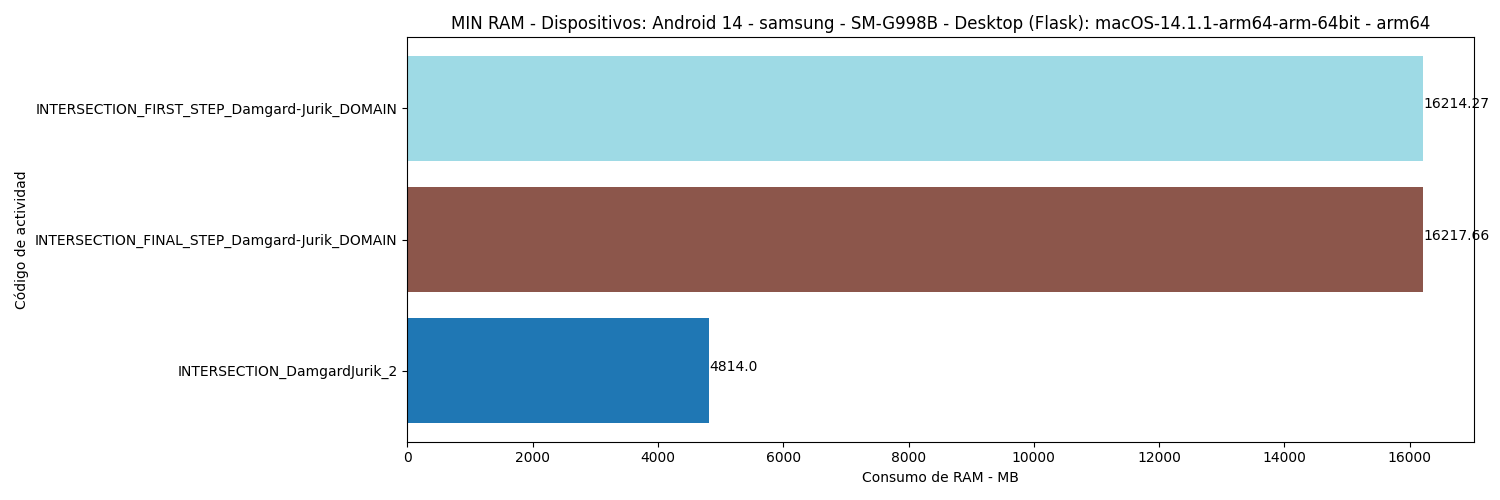 MIN RAM - Dispositivos: Android 14 - samsung - SM-G998B - Desktop (Flask): macOS-14.1.1-arm64-arm-64bit - arm64
INTERSECTION_FIRST_STEP_Damgard-Jurik_DOMAIN
16214.27
INTERSECTION_FINAL_STEP_Damgard-Jurik_DOMAIN
16217.66
INTERSECTION_DamgardJurik_2
4814.0
Código de actividad
0 2000 4000 6000 8000 10000 12000 14000 16000
Consumo de RAM - MB